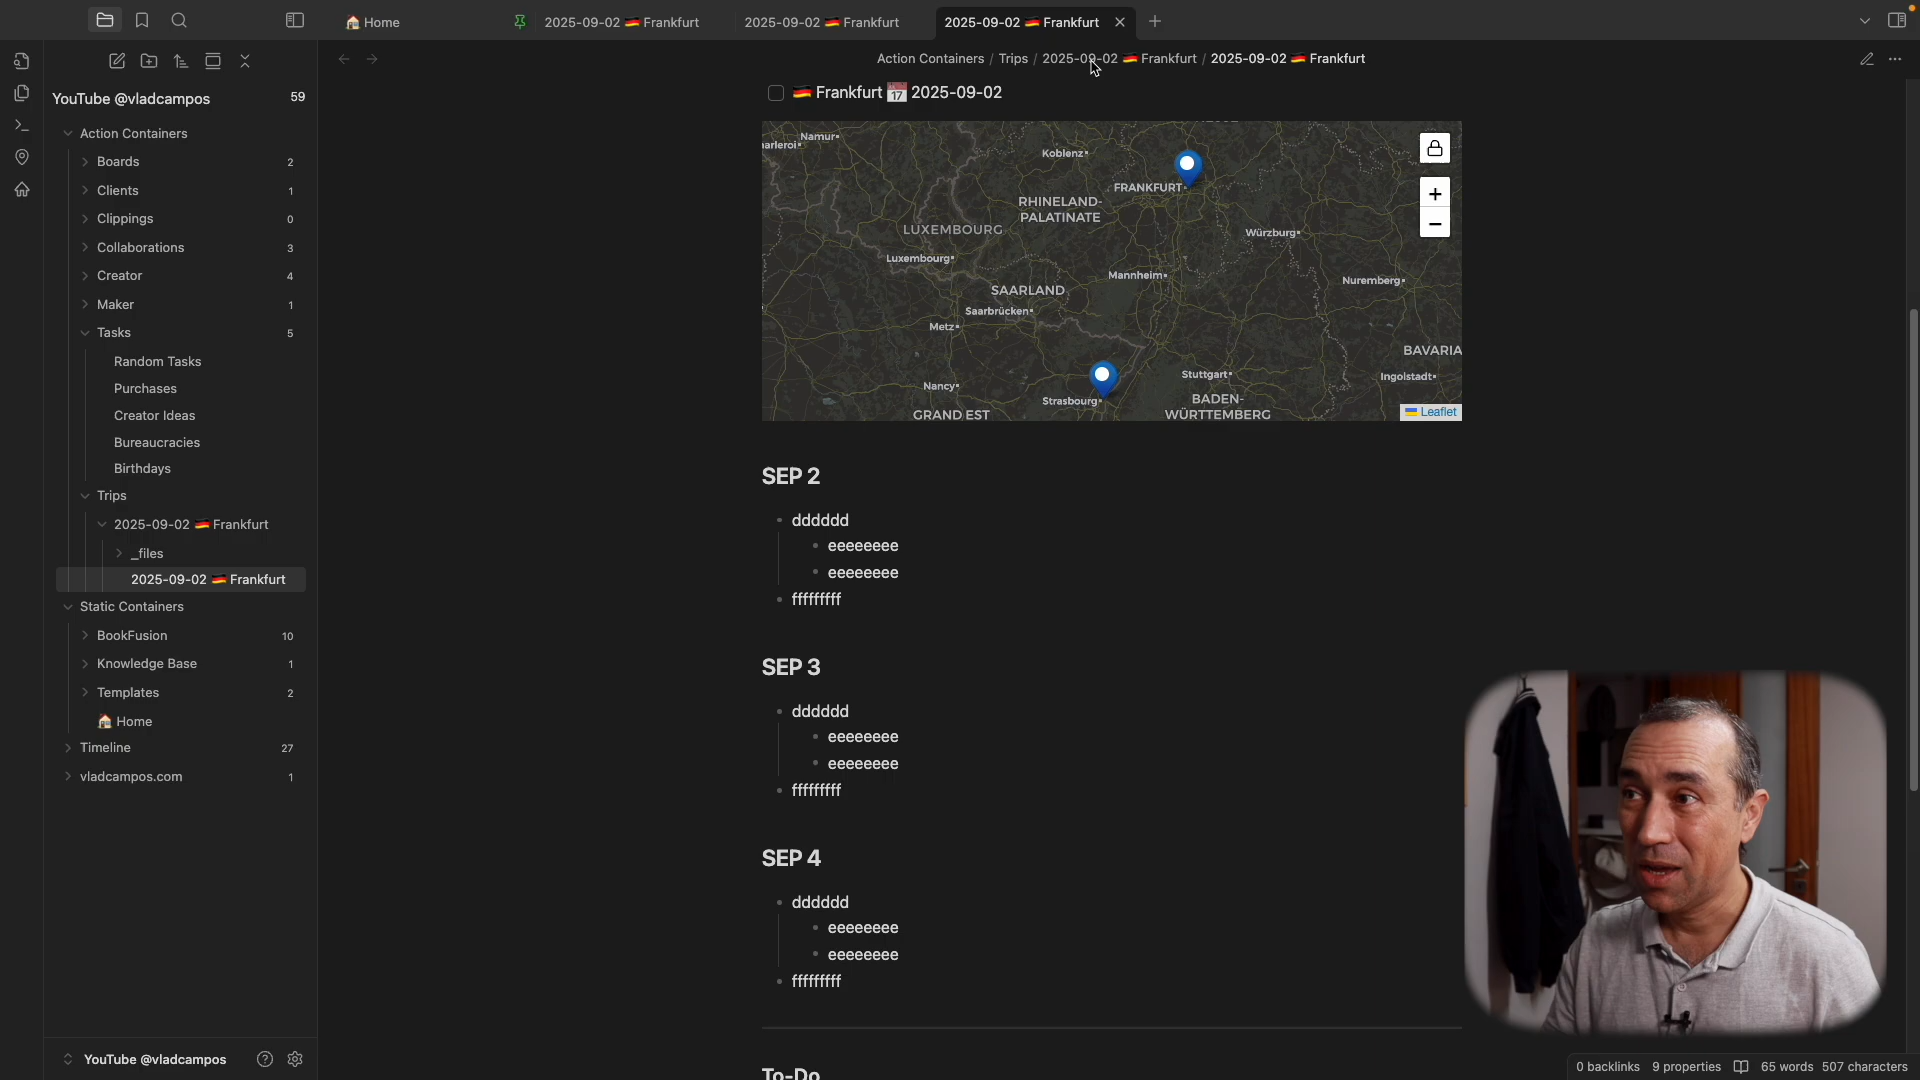 Home
2025-09-02 🇩🇪 Frankfurt
2025-09-02 🇩🇪 Frankfurt
2025-09-02 🇩🇪 Frankfurt
Action Containers / Trips / 2025-09-02 🇩🇪 Frankfurt / 2025-09-02 🇩🇪 Frankfurt
YouTube @vladcampos 59
Action Containers
Boards 2
Clients 1
Clippings 0
Collaborations 3
Creator 4
Maker 1
Tasks 5
Random Tasks
Purchases
Creator Ideas
Bureaucracies
Birthdays
Trips
2025-09-02 🇩🇪 Frankfurt
_files
2025-09-02 🇩🇪 Frankfurt
Static Containers
BookFusion 10
Knowledge Base 1
Templates 2
🏠 Home
Timeline 27
vladcampos.com 1
YouTube @vladcampos
🇩🇪 Frankfurt 📅 2025-09-02
Namur
arleroi
Koblenz
FRANKFURT
RHINELAND-
PALATINATE
LUXEMBOURG
Würzburg
Luxembourg
Mannheim
Nuremberg
SAARLAND
Saarbrücken
Metz
BAVARIA
Stuttgart
Ingolstadt
Nancy
Strasbourg
BADEN-
WÜRTTEMBERG
GRAND EST
+
−
Leaflet
SEP 2
dddddd
eeeeeeee
eeeeeeee
fffffffff
SEP 3
dddddd
eeeeeeee
eeeeeeee
fffffffff
SEP 4
dddddd
eeeeeeee
eeeeeeee
fffffffff
To-Do
0 backlinks 9 properties 65 words 507 characters